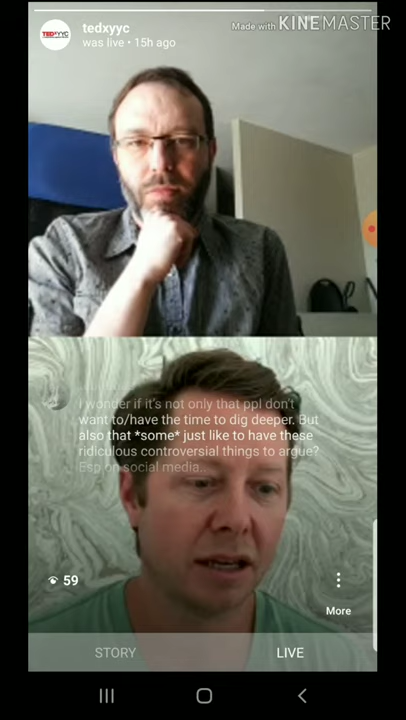 tedxyyc
was live • 15h ago
Made with KINEMASTER
TEDxYYC
I wonder if it's not only that ppl don't
want to/have the time to dig deeper. But
also that *some* just like to have these
ridiculous controversial things to argue?
Esp on social media..
59
More
STORY
LIVE